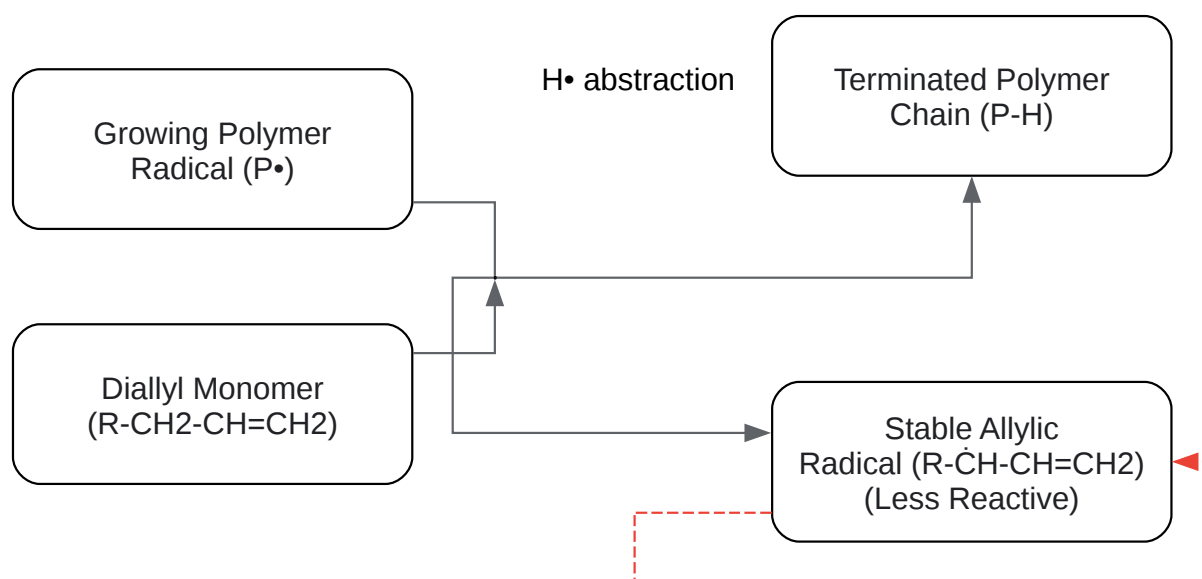 H• abstraction
Terminated Polymer
Chain (P-H)
Growing Polymer
Radical (P•)
Diallyl Monomer
(R-CH2-CH=CH2)
Stable Allylic
Radical (R-ĊH-CH=CH2)
(Less Reactive)